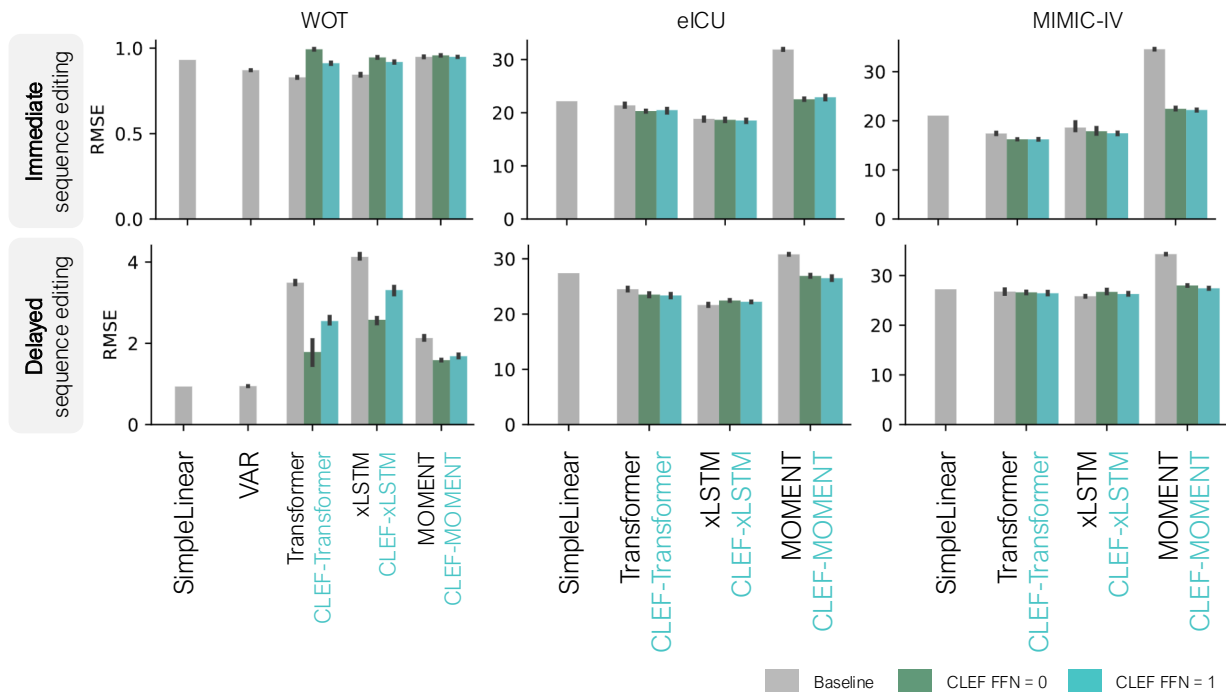 WOT
eICU
MIMIC-IV
Immediate
sequence editing
RMSE
1.0
0.5
0.0
30
20
10
0
30
20
10
0
Delayed
sequence editing
RMSE
4
2
0
30
20
10
0
30
20
10
0
SimpleLinear
VAR
Transformer
CLEF-Transformer
xLSTM
CLEF-xLSTM
MOMENT
CLEF-MOMENT
SimpleLinear
Transformer
CLEF-Transformer
xLSTM
CLEF-xLSTM
MOMENT
CLEF-MOMENT
SimpleLinear
Transformer
CLEF-Transformer
xLSTM
CLEF-xLSTM
MOMENT
CLEF-MOMENT
Baseline
CLEF FFN = 0
CLEF FFN = 1